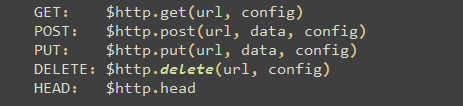 GET: $http.get(url, config)
POST: $http.post(url, data, config)
PUT: $http.put(url, data, config)
DELETE: $http.delete(url, config)
HEAD: $http.head